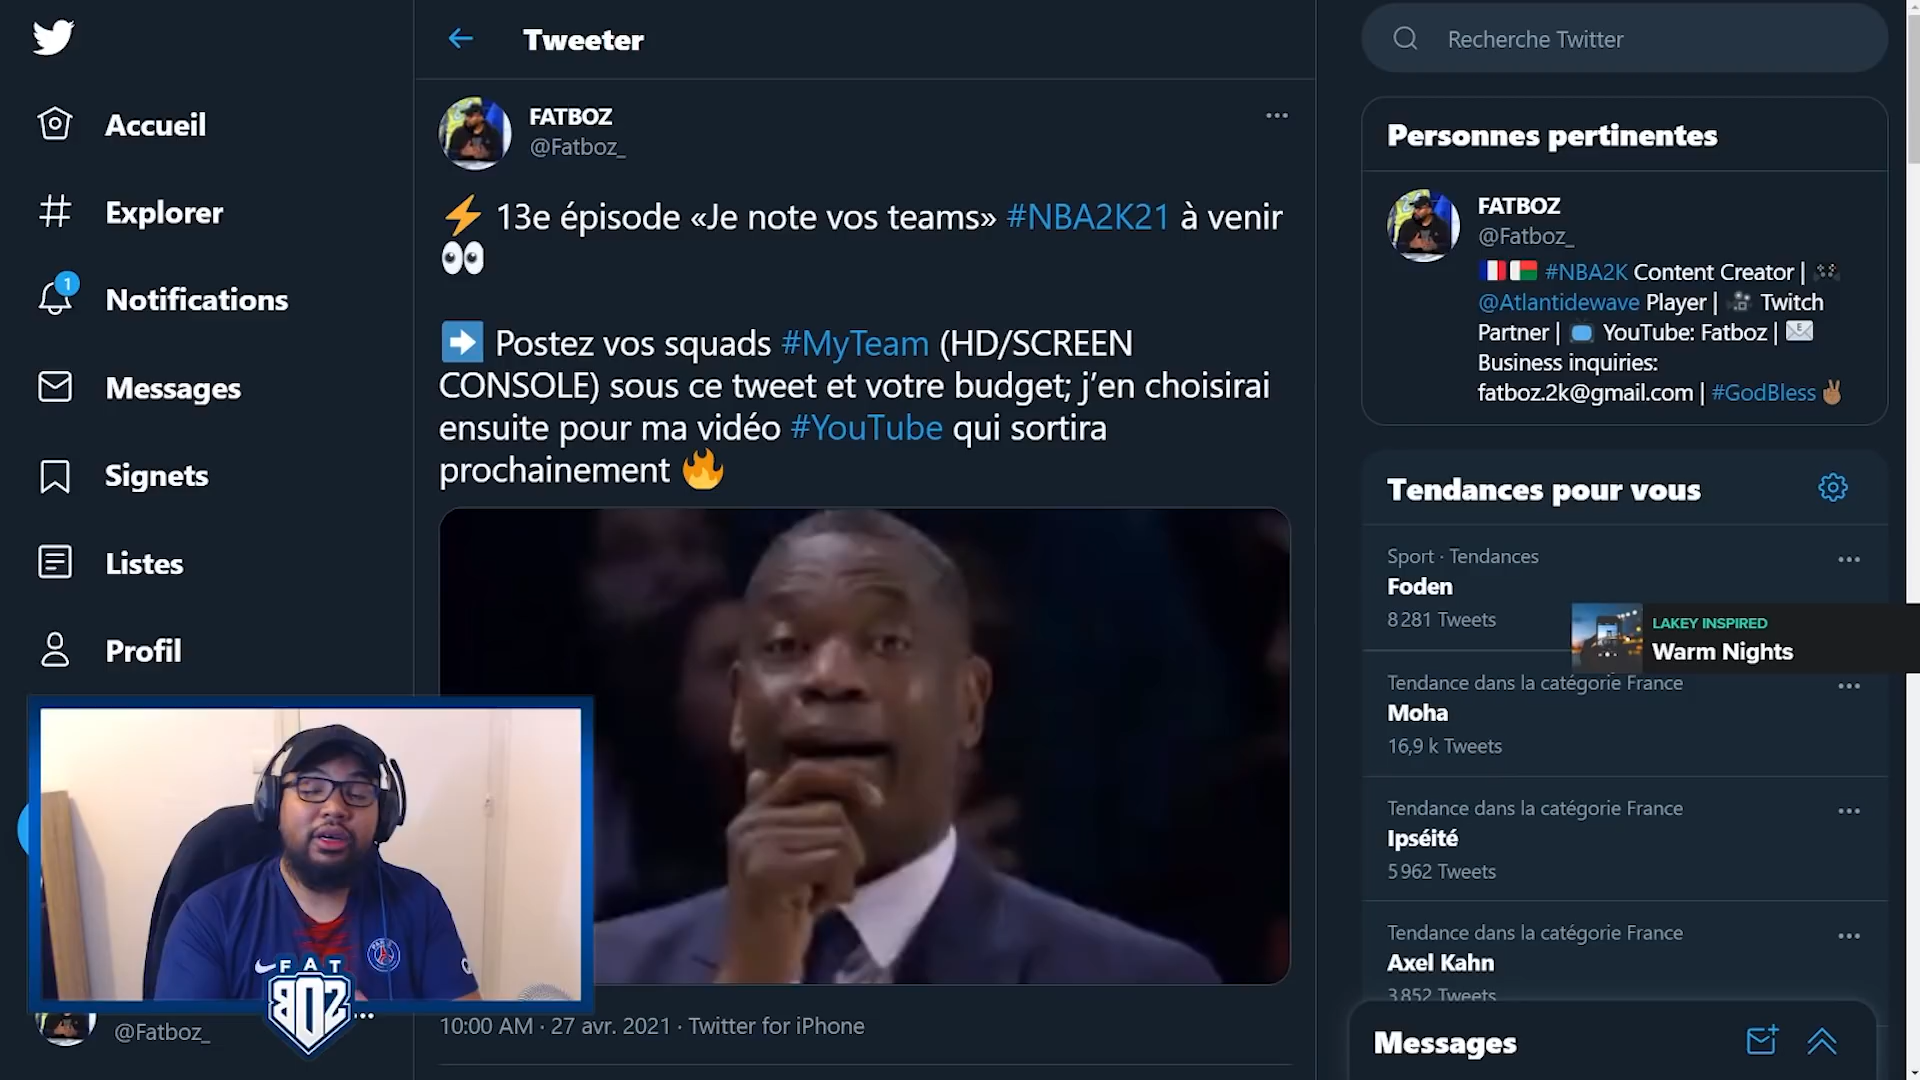 Accueil
Explorer
1
Notifications
Messages
Signets
Listes
Profil
@Fatboz_
Tweeter
FATBOZ
@Fatboz_
⚡ 13e épisode «Je note vos teams» #NBA2K21 à venir
👀
➡️ Postez vos squads #MyTeam (HD/SCREEN
CONSOLE) sous ce tweet et votre budget; j’en choisirai
ensuite pour ma vidéo #YouTube qui sortira
prochainement 🔥
FAT
BOZ
10:00 AM · 27 avr. 2021 · Twitter for iPhone
Recherche Twitter
Personnes pertinentes
FATBOZ
@Fatboz_
🇫🇷🇲🇬 #NBA2K Content Creator | 🎮
@Atlantidewave Player | 🎥 Twitch
Partner | 📺 YouTube: Fatboz | 📧
Business inquiries:
fatboz.2k@gmail.com | #GodBless ✌🏽
Tendances pour vous
Sport · Tendances
Foden
8 281 Tweets
LAKEY INSPIRED
Warm Nights
Tendance dans la catégorie France
Moha
16,9 k Tweets
Tendance dans la catégorie France
Ipséité
5 962 Tweets
Tendance dans la catégorie France
Axel Kahn
3 852 Tweets
Messages